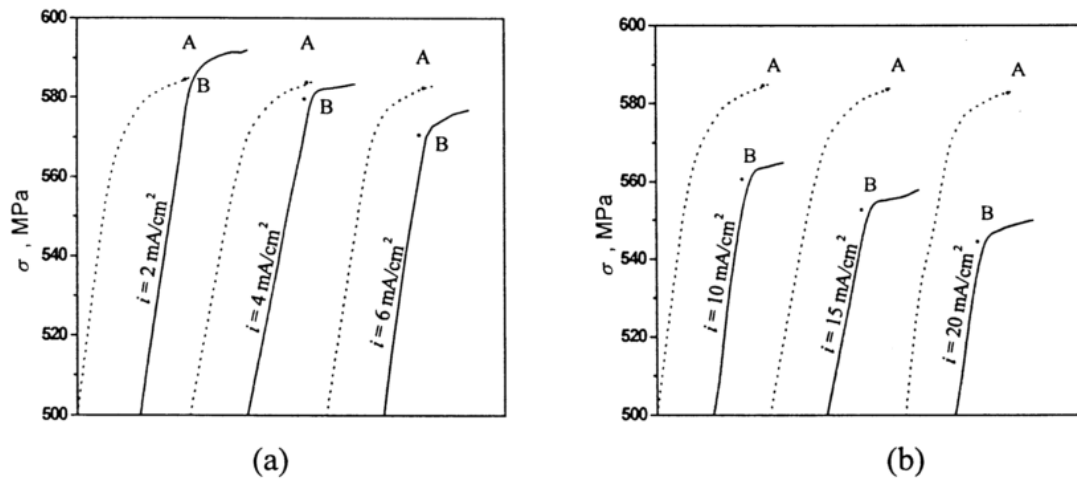 600
580
560
540
520
500
σ , MPa
A
A
A
B
B
B
i = 2 mA/cm²
i = 4 mA/cm²
i = 6 mA/cm²
(a)
600
580
560
540
520
500
σ , MPa
A
A
A
B
B
B
i = 10 mA/cm²
i = 15 mA/cm²
i = 20 mA/cm²
(b)